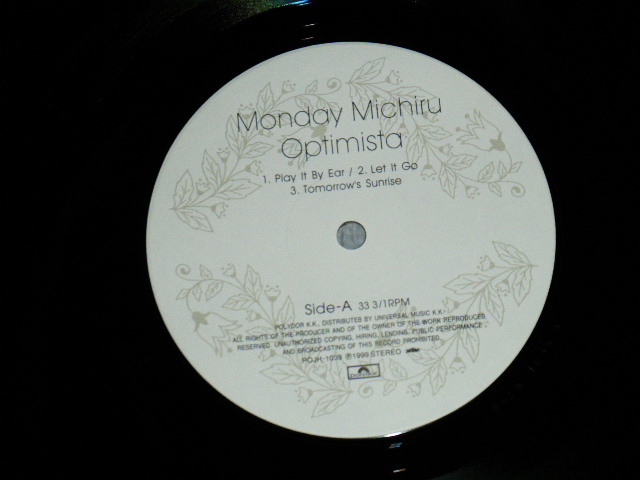 Monday Michiru
Optimista
1. Play It By Ear / 2. Let It Go
3. Tomorrow's Sunrise
Side-A 33 3/1RPM
POLYDOR K.K., DISTRIBUTED BY UNIVERSAL MUSIC K.K.
ALL RIGHTS OF THE PRODUCER AND OF THE OWNER OF THE WORK REPRODUCED
RESERVED. UNAUTHORIZED COPYING, HIRING, LENDING, PUBLIC PERFORMANCE
AND BROADCASTING OF THIS RECORD PROHIBITED.
POJH-1039 ℗1999 STEREO